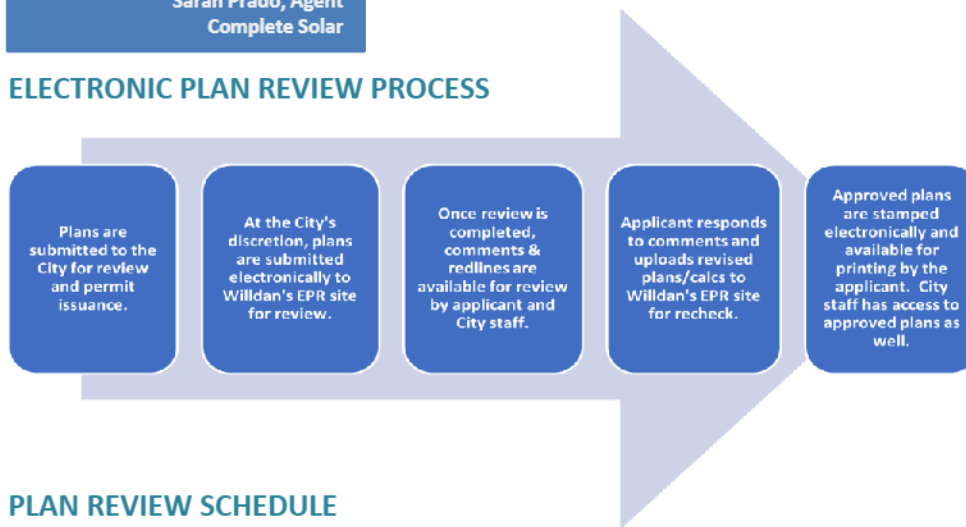 Sarah Prado, Agent
Complete Solar
ELECTRONIC PLAN REVIEW PROCESS
Plans are
submitted to the
City for review
and permit
issuance.
At the City's
discretion, plans
are submitted
electronically to
Willdan's EPR site
for review.
Once review is
completed,
comments &
redlines are
available for review
by applicant and
City staff.
Applicant responds
to comments and
uploads revised
plans/calcs to
Willdan's EPR site
for recheck.
Approved plans
are stamped
electronically and
available for
printing by the
applicant. City
staff has access to
approved plans as
well.
PLAN REVIEW SCHEDULE